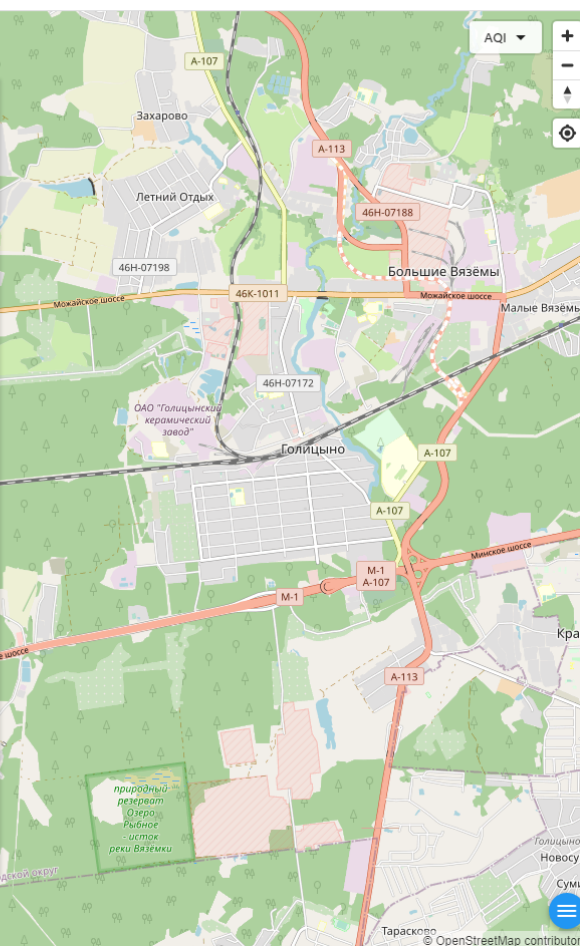 AQI
+
−
А-107
Захарово
А-113
Летний Отдых
46Н-07188
46Н-07198
Большие Вязёмы
46К-1011
Можайское шоссе
Можайское шоссе
Малые Вязёмы
46Н-07172
ОАО "Голицынский
керамический
завод"
Голицыно
А-107
А-107
Минское шоссе
М-1
А-107
М-1
Кра
е шоссе
А-113
природный
резерват
Озеро
Рыбное
- исток
реки Вязёмки
Голицыно
Новосу
дской округ
Сум
Тарасково
© OpenStreetMap contributor